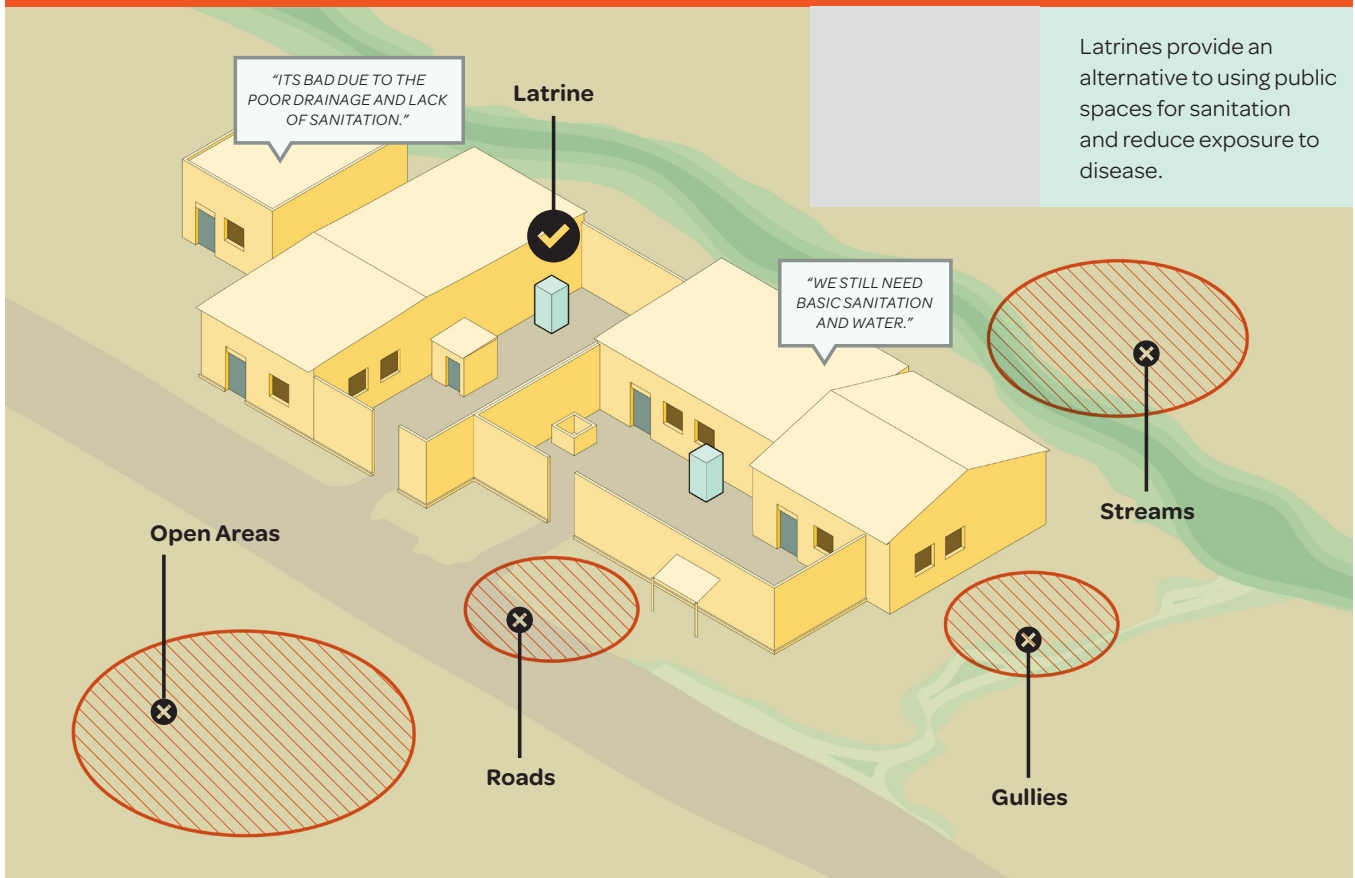 Latrines provide an
alternative to using public
spaces for sanitation
and reduce exposure to
disease.
"ITS BAD DUE TO THE
POOR DRAINAGE AND LACK
OF SANITATION."
Latrine
"WE STILL NEED
BASIC SANITATION
AND WATER."
Streams
Open Areas
Roads
Gullies